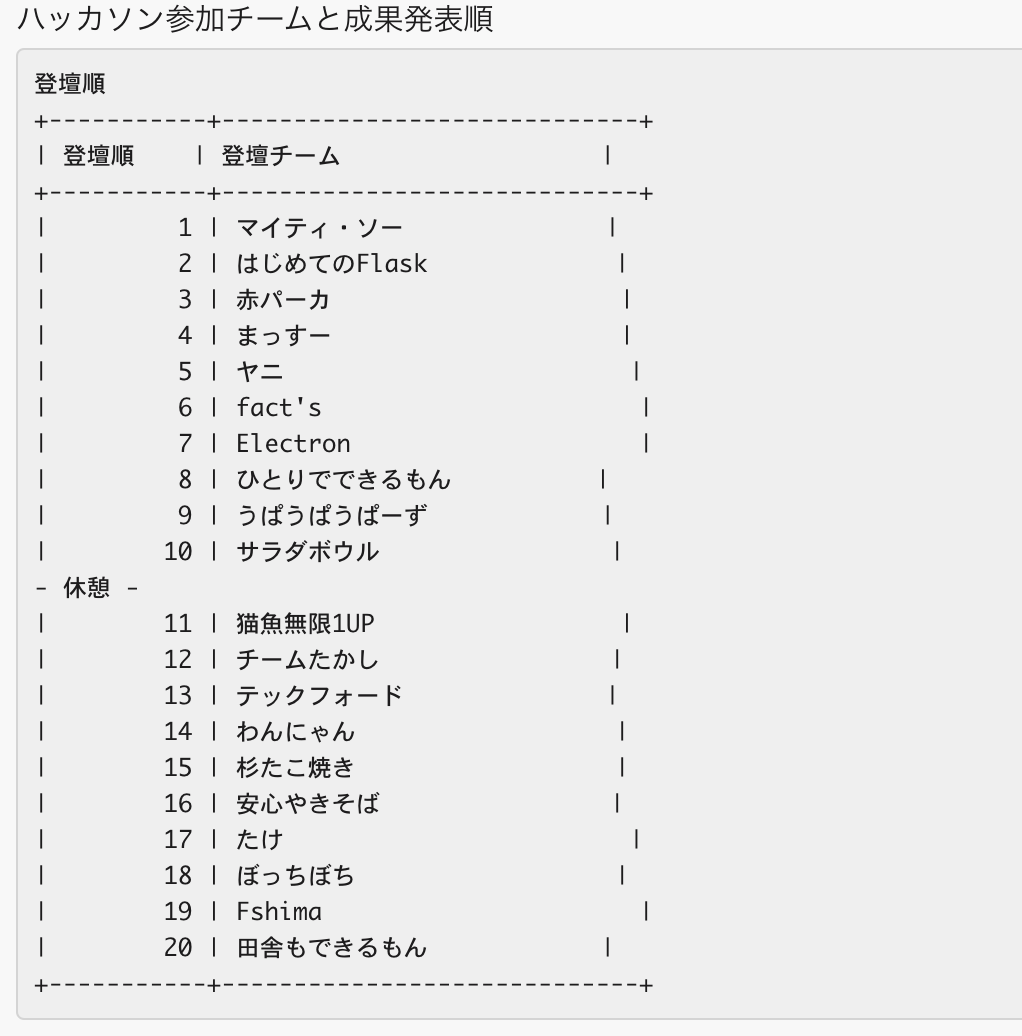 ハッカソン参加チームと成果発表順
登壇順
+-----------+-----------------------------+
| 登壇順    | 登壇チーム                  |
+-----------+-----------------------------+
|         1 | マイティ・ソー              |
|         2 | はじめてのFlask             |
|         3 | 赤パーカ                    |
|         4 | まっすー                    |
|         5 | ヤニ                        |
|         6 | fact's                      |
|         7 | Electron                    |
|         8 | ひとりでできるもん          |
|         9 | うぱうぱうぱーず            |
|        10 | サラダボウル                |
- 休憩 -
|        11 | 猫魚無限1UP                 |
|        12 | チームたかし                |
|        13 | テックフォード              |
|        14 | わんにゃん                  |
|        15 | 杉たこ焼き                  |
|        16 | 安心やきそば                |
|        17 | たけ                        |
|        18 | ぼっちぼち                  |
|        19 | Fshima                      |
|        20 | 田舎もできるもん            |
+-----------+-----------------------------+